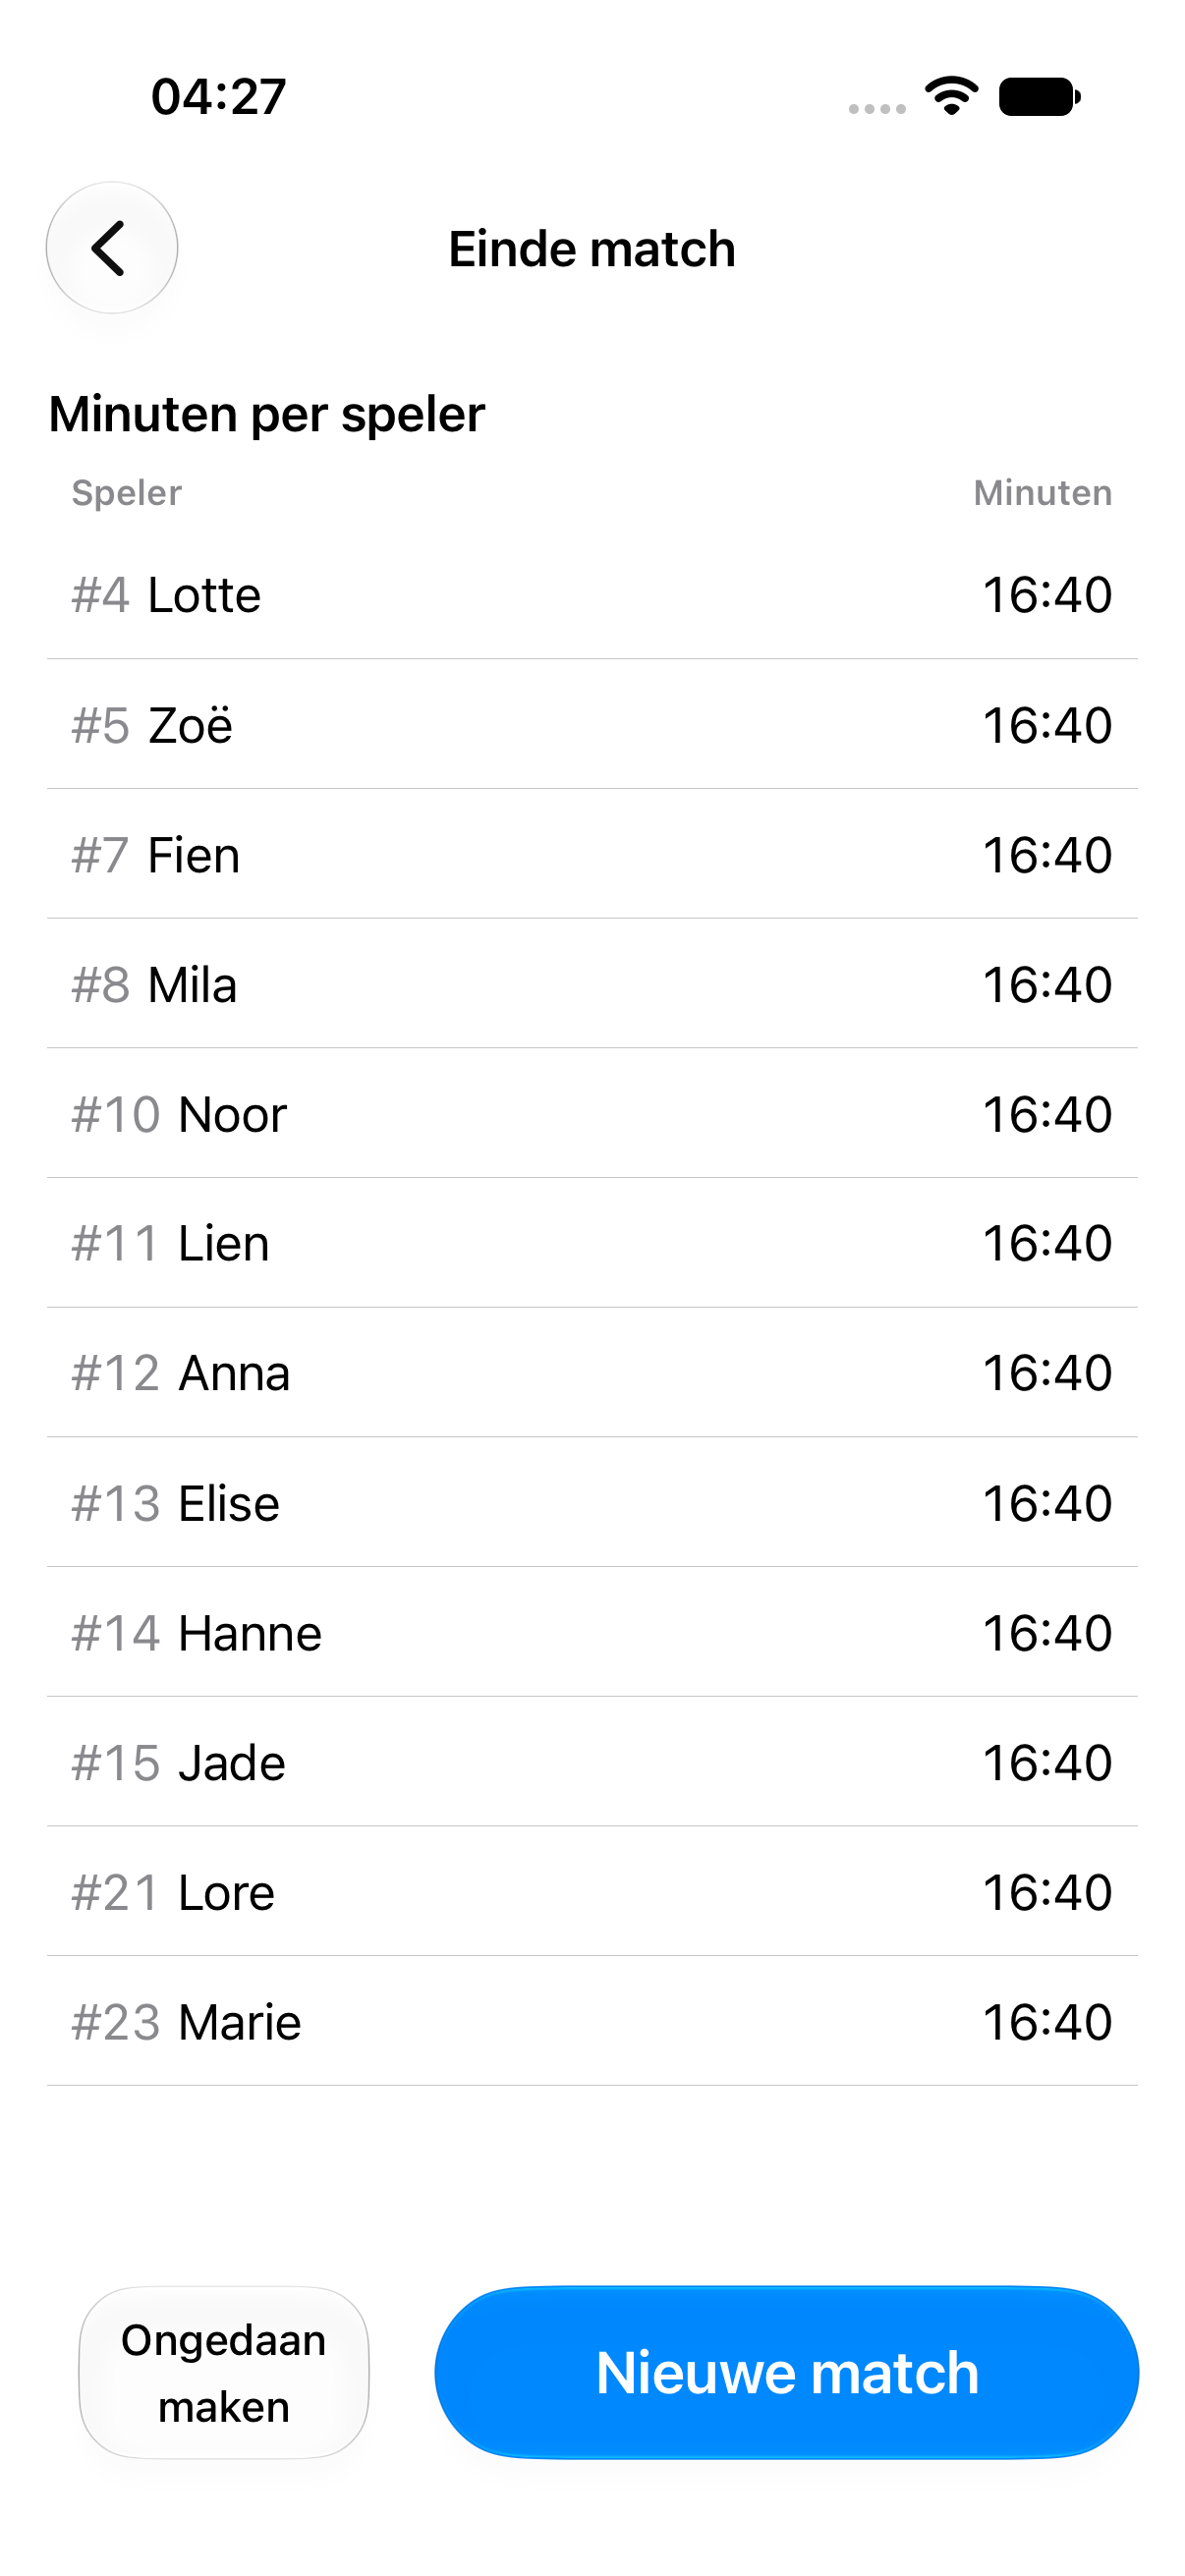 04:27
Einde match
Minuten per speler
Speler Minuten
#4 Lotte 16:40
#5 Zoë 16:40
#7 Fien 16:40
#8 Mila 16:40
#10 Noor 16:40
#11 Lien 16:40
#12 Anna 16:40
#13 Elise 16:40
#14 Hanne 16:40
#15 Jade 16:40
#21 Lore 16:40
#23 Marie 16:40
Ongedaan
maken
Nieuwe match